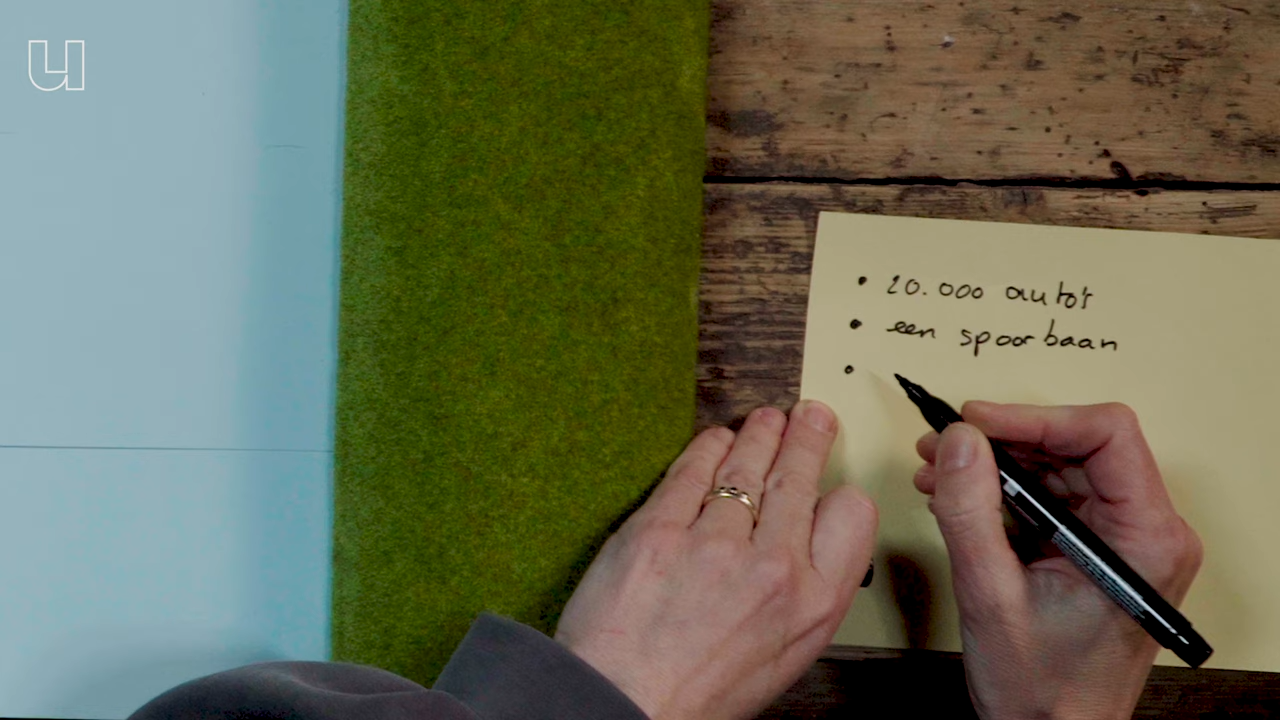 u
• 20.000 auto's
• een spoorbaan
•